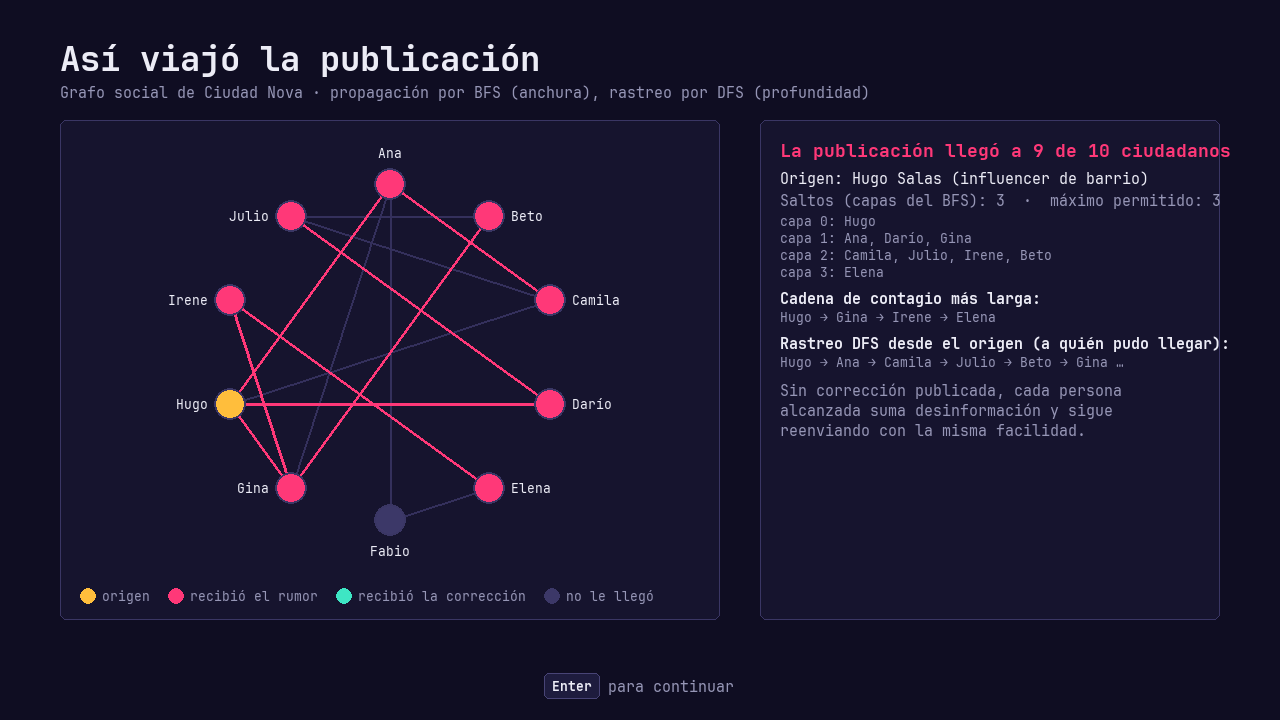 Así viajó la publicación
Grafo social de Ciudad Nova · propagación por BFS (anchura), rastreo por DFS (profundidad)
Ana
Julio
Beto
Irene
Camila
Hugo
Darío
Gina
Elena
Fabio
origen
recibió el rumor
recibió la corrección
no le llegó
La publicación llegó a 9 de 10 ciudadanos
Origen: Hugo Salas (influencer de barrio)
Saltos (capas del BFS): 3 · máximo permitido: 3
capa 0: Hugo
capa 1: Ana, Darío, Gina
capa 2: Camila, Julio, Irene, Beto
capa 3: Elena
Cadena de contagio más larga:
Hugo → Gina → Irene → Elena
Rastreo DFS desde el origen (a quién pudo llegar):
Hugo → Ana → Camila → Julio → Beto → Gina …
Sin corrección publicada, cada persona
alcanzada suma desinformación y sigue
reenviando con la misma facilidad.
Enter para continuar